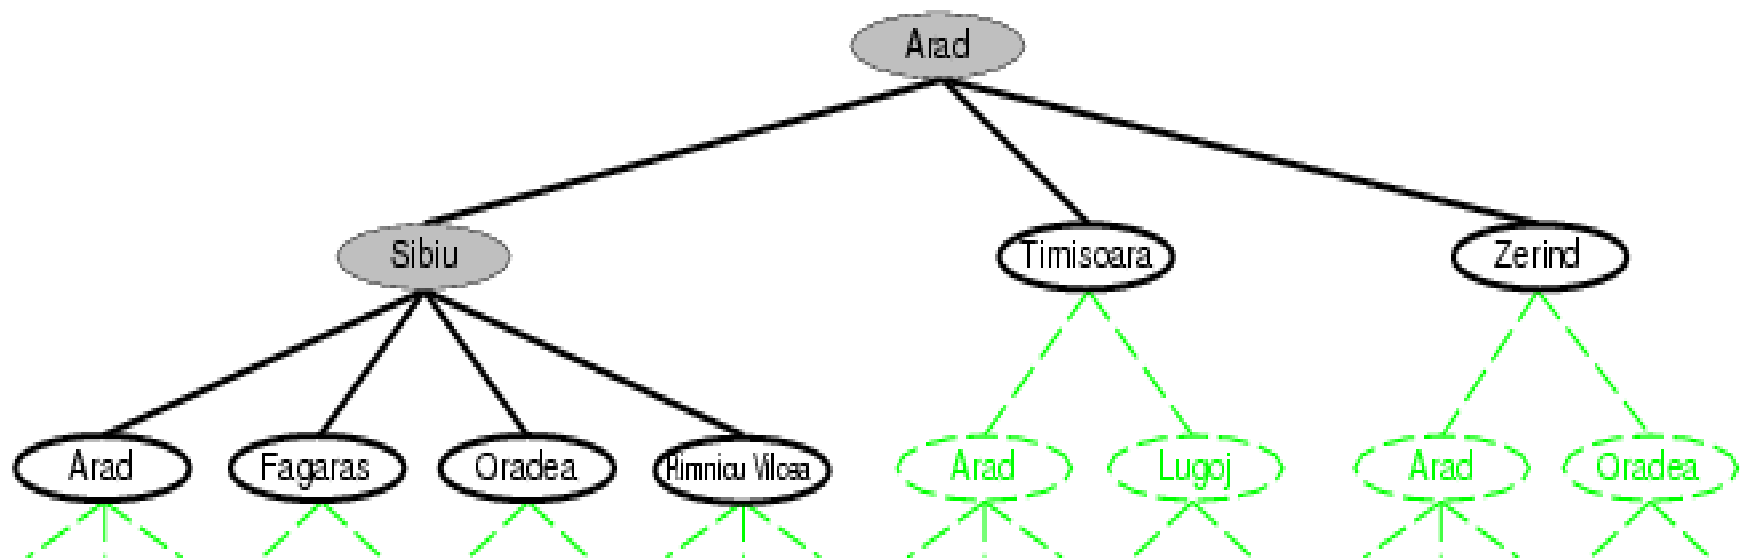 Arad
Sibiu
Timisoara
Zerind
Arad
Fagaras
Oradea
Rimnicu Vilcea
Arad
Lugoj
Arad
Oradea